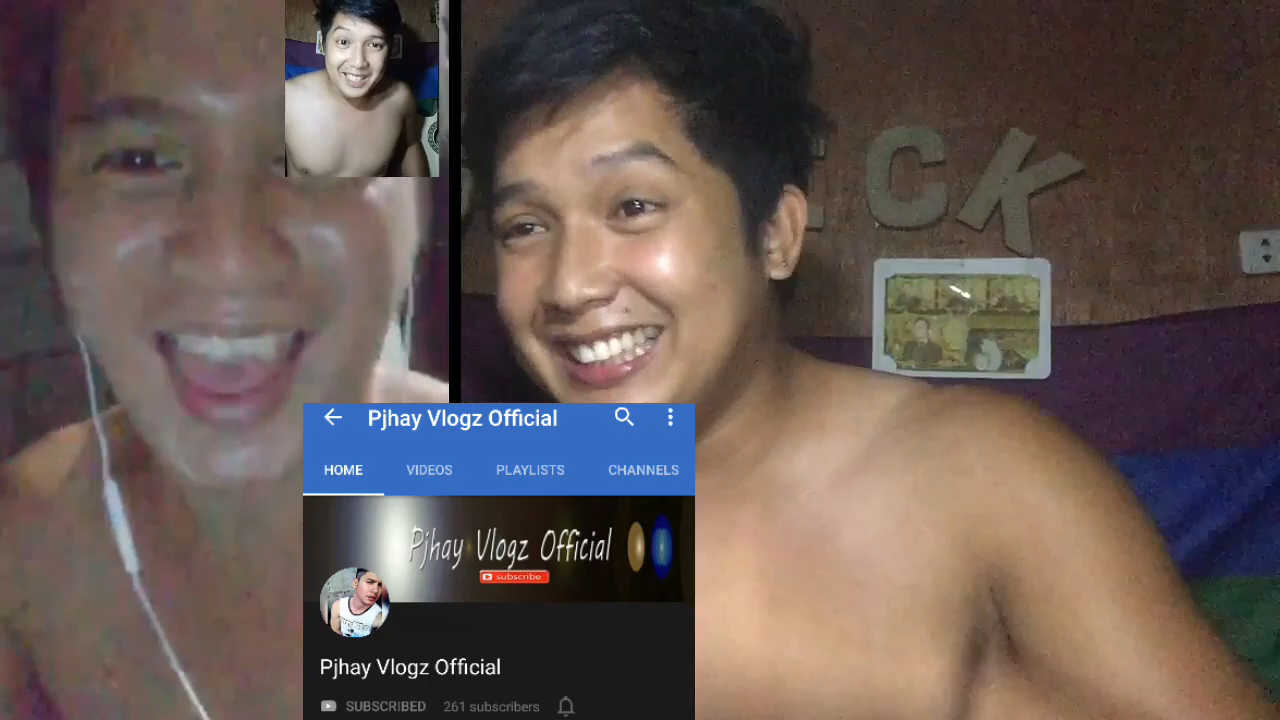 CK
Pjhay Vlogz Official
HOME VIDEOS PLAYLISTS CHANNELS
Pjhay Vlogz Official
subscribe
Pjhay Vlogz Official
SUBSCRIBED 261 subscribers